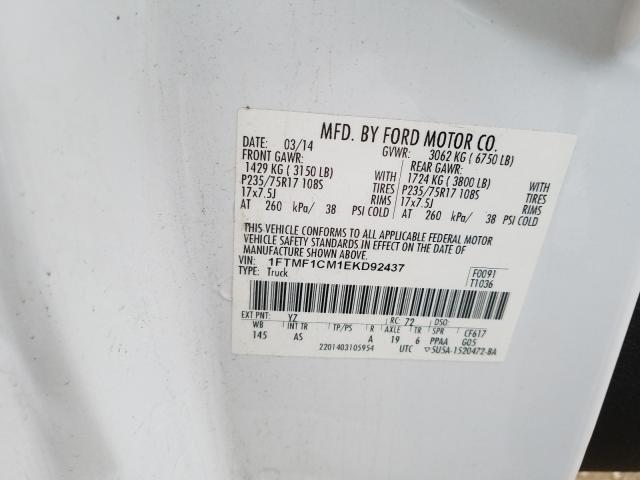 MFD. BY FORD MOTOR CO.
DATE: 03/14 GVWR: 3062 KG ( 6750 LB)
FRONT GAWR: REAR GAWR:
1429 KG ( 3150 LB) WITH 1724 KG ( 3800 LB) WITH
P235/75R17 108S TIRES P235/75R17 108S TIRES
17x7.5J RIMS 17x7.5J RIMS
AT 260 kPa/ 38 PSI COLD AT 260 kPa/ 38 PSI COLD
THIS VEHICLE CONFORMS TO ALL APPLICABLE FEDERAL MOTOR
VEHICLE SAFETY STANDARDS IN EFFECT ON THE DATE OF
MANUFACTURE SHOWN ABOVE.
VIN: 1FTMF1CM1EKD92437 F0091
TYPE: Truck T1036
EXT PNT: YZ RC: 72 DSO:
WB INT TR TP/PS R AXLE TR SPR CF617
145 AS A 19 6 PPAA G05
2201403105954 UTC ▽5U5A-1520472-BA